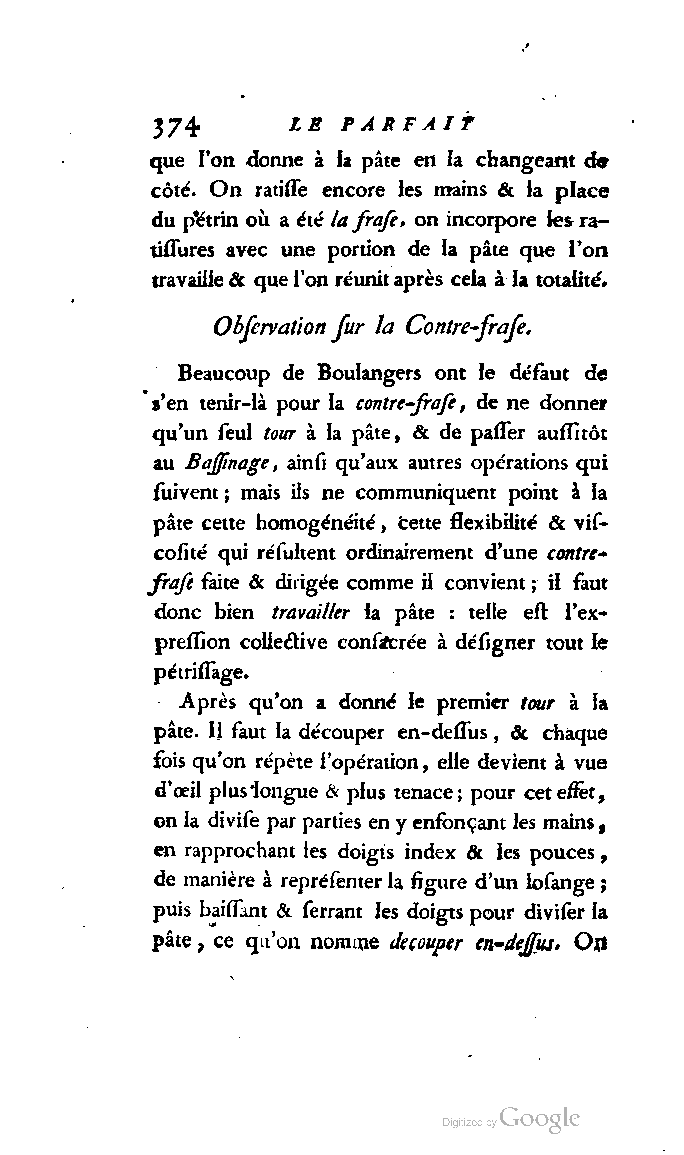 374 LE PARFAIT
que l'on donne à la pâte en la changeant de
côté. On ratiſſe encore les mains & la place
du pétrin où a été la fraſe, on incorpore les ra-
tiſſures avec une portion de la pâte que l'on
travaille & que l'on réunit après cela à la totalité.
Obſervation ſur la Contre-fraſe.
Beaucoup de Boulangers ont le défaut de
s'en tenir-là pour la contre-fraſe, de ne donner
qu'un ſeul tour à la pâte, & de paſſer auſſitôt
au Baſſinage, ainſi qu'aux autres opérations qui
ſuivent ; mais ils ne communiquent point à la
pâte cette homogénéité, cette flexibilité & viſ-
coſité qui réſultent ordinairement d'une contre-
fraſe faite & dirigée comme il convient ; il faut
donc bien travailler la pâte : telle eſt l'ex-
preſſion collective conſacrée à déſigner tout le
pétriſſage.
Après qu'on a donné le premier tour à la
pâte. Il faut la découper en-deſſus, & chaque
fois qu'on répète l'opération, elle devient à vue
d'œil plus longue & plus tenace ; pour cet effet,
on la diviſe par parties en y enfonçant les mains,
en rapprochant les doigts index & les pouces,
de manière à repréſenter la figure d'un loſange ;
puis baiſſant & ſerrant les doigts pour diviſer la
pâte, ce qu'on nomme découper en-deſſus. On
Digitized by Google